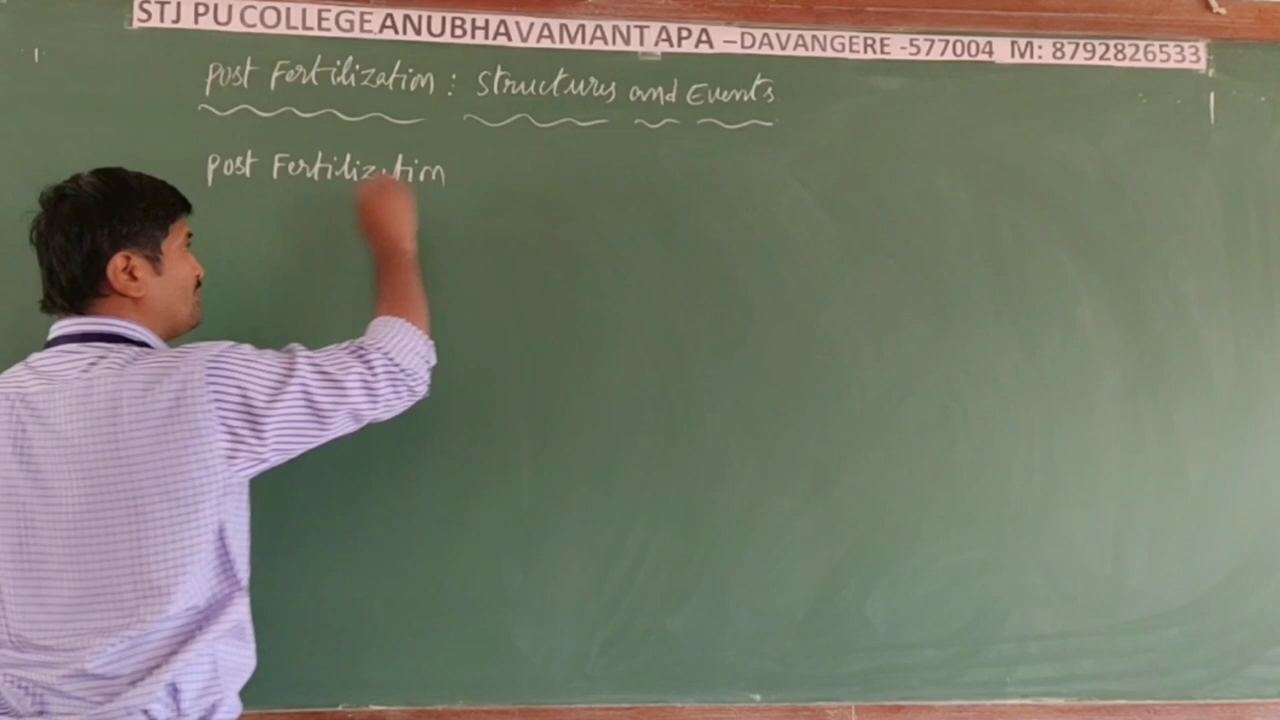 STJ PU COLLEGE ANUBHAVAMANTAPA –DAVANGERE -577004 M: 8792826533
Post Fertilization : Structures and Events
Post Fertilization